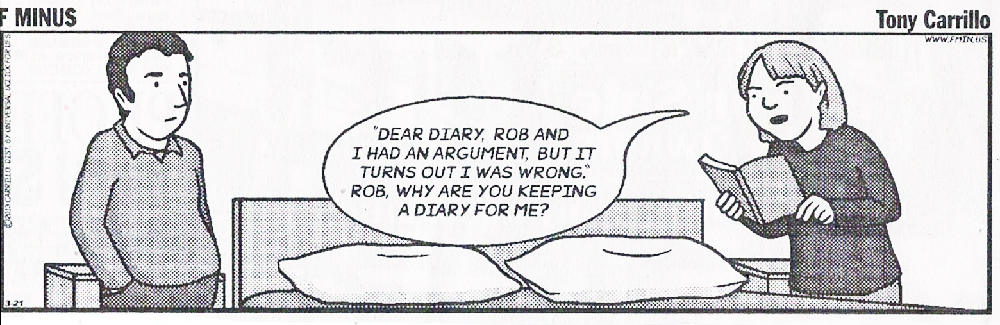 F MINUS
Tony Carrillo
WWW.FMIN.US
©2013 CARRILLO DIST. BY UNIVERSAL UCLICK FOR UFS
"DEAR DIARY, ROB AND
I HAD AN ARGUMENT, BUT IT
TURNS OUT I WAS WRONG."
ROB, WHY ARE YOU KEEPING
A DIARY FOR ME?
3-21